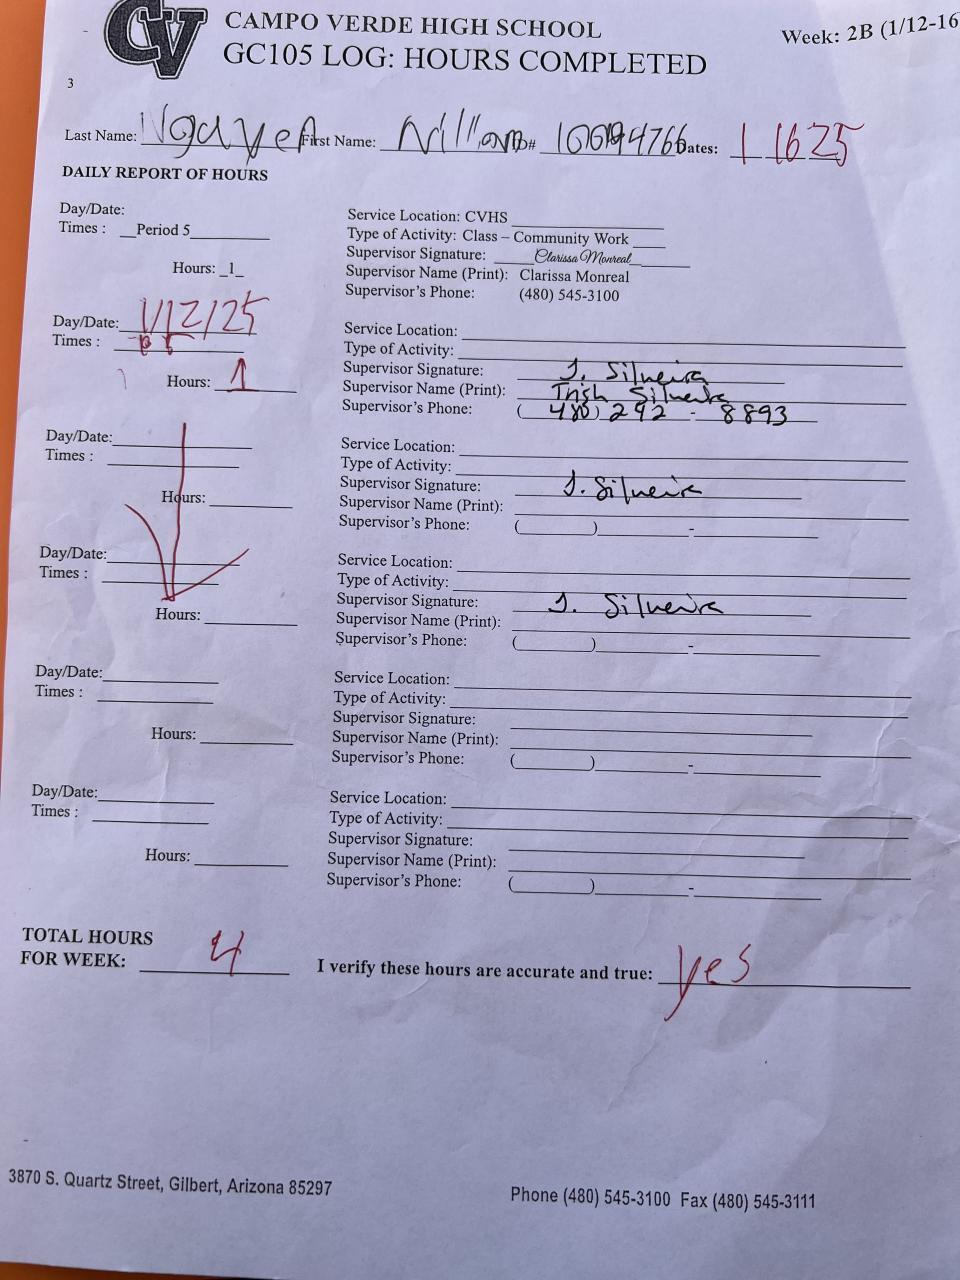 CV
CAMPO VERDE HIGH SCHOOL
Week: 2B (1/12-16
GC105 LOG: HOURS COMPLETED
3
Last Name: First Name: ID# Dates: 1 16 25
DAILY REPORT OF HOURS
Day/Date:
Times : Period 5
Hours: 1
Service Location: CVHS
Type of Activity: Class – Community Work
Supervisor Signature: Clarissa Monreal
Supervisor Name (Print): Clarissa Monreal
Supervisor's Phone: (480) 545-3100
Day/Date: 1/12/25
Times :
Hours: 1
Service Location:
Type of Activity:
Supervisor Signature: J. Silveira
Supervisor Name (Print): Trish Silveira
Supervisor's Phone: (480) 292 - 8893
Day/Date:
Times :
Hours:
Service Location:
Type of Activity:
Supervisor Signature: J. Silveira
Supervisor Name (Print):
Supervisor's Phone: ( ) -
Day/Date:
Times :
Hours:
Service Location:
Type of Activity:
Supervisor Signature: J. Silveira
Supervisor Name (Print):
Supervisor's Phone: ( ) -
Day/Date:
Times :
Hours:
Service Location:
Type of Activity:
Supervisor Signature:
Supervisor Name (Print):
Supervisor's Phone: ( ) -
Day/Date:
Times :
Hours:
Service Location:
Type of Activity:
Supervisor Signature:
Supervisor Name (Print):
Supervisor's Phone: ( ) -
TOTAL HOURS
FOR WEEK: 4
I verify these hours are accurate and true: yes
3870 S. Quartz Street, Gilbert, Arizona 85297
Phone (480) 545-3100 Fax (480) 545-3111